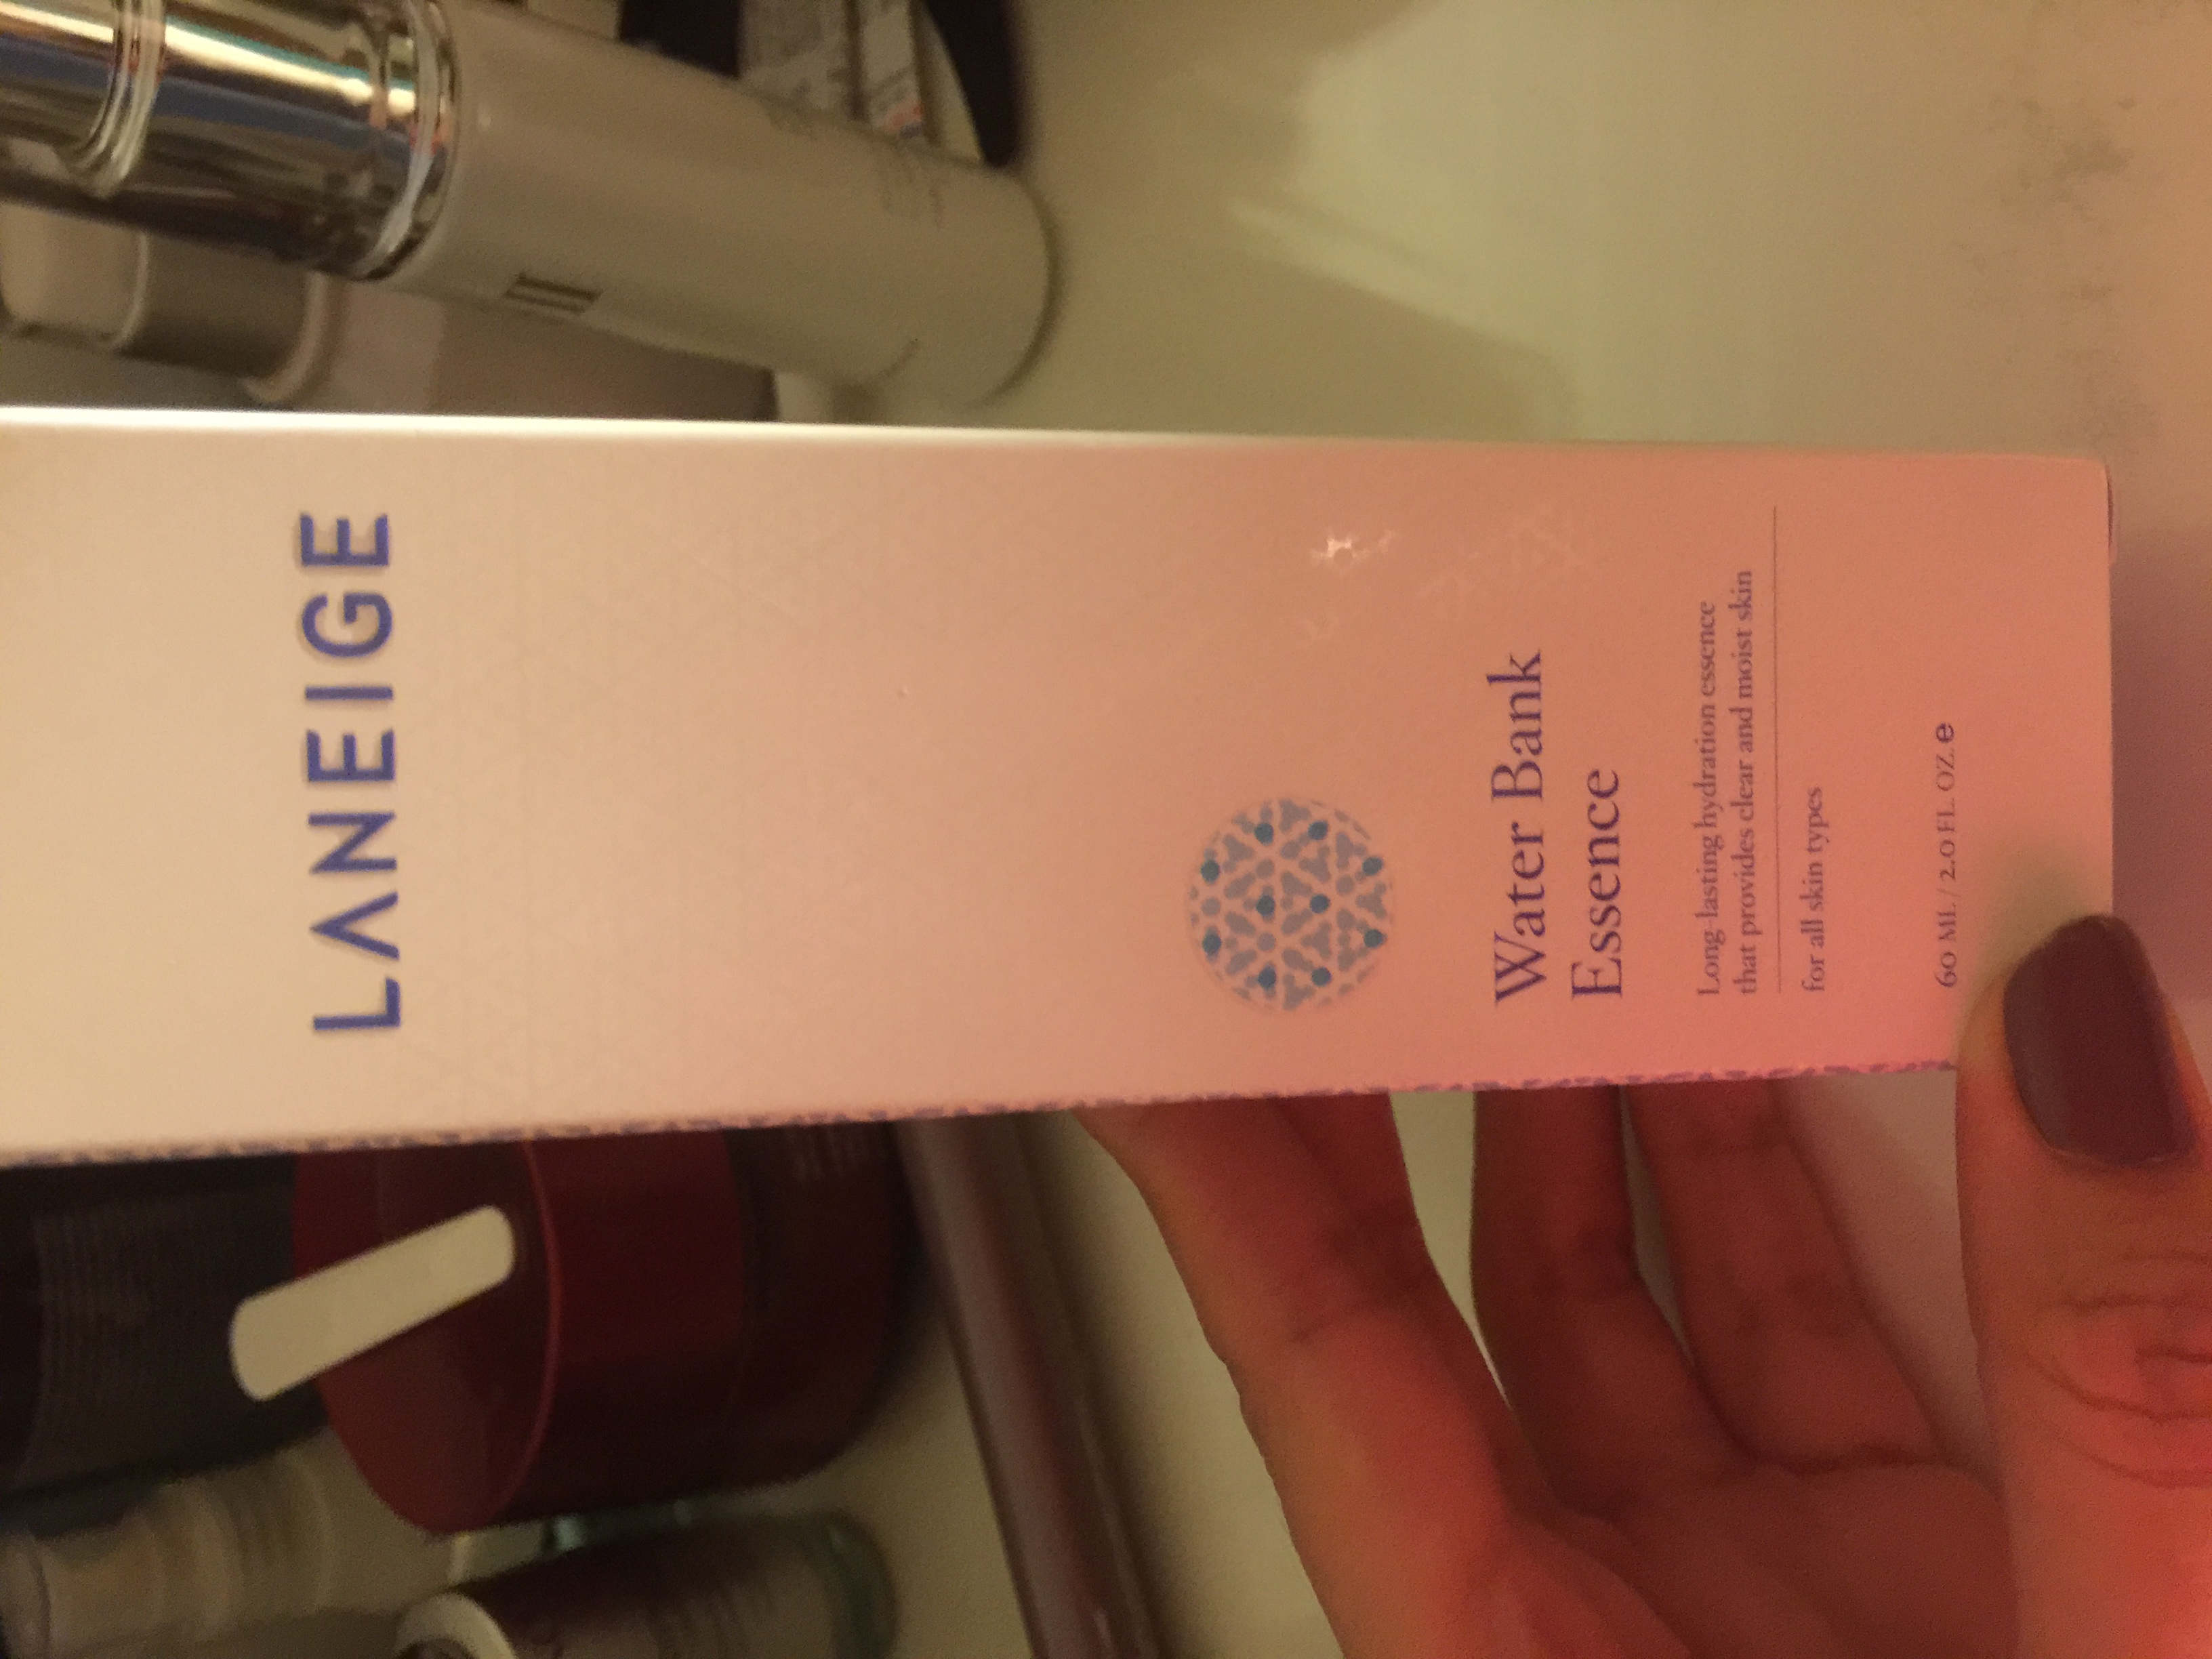 LANEIGE
Water Bank
Essence
Long-lasting hydration essence
that provides clear and moist skin
for all skin types
60 ML / 2.0 FL. OZ. e